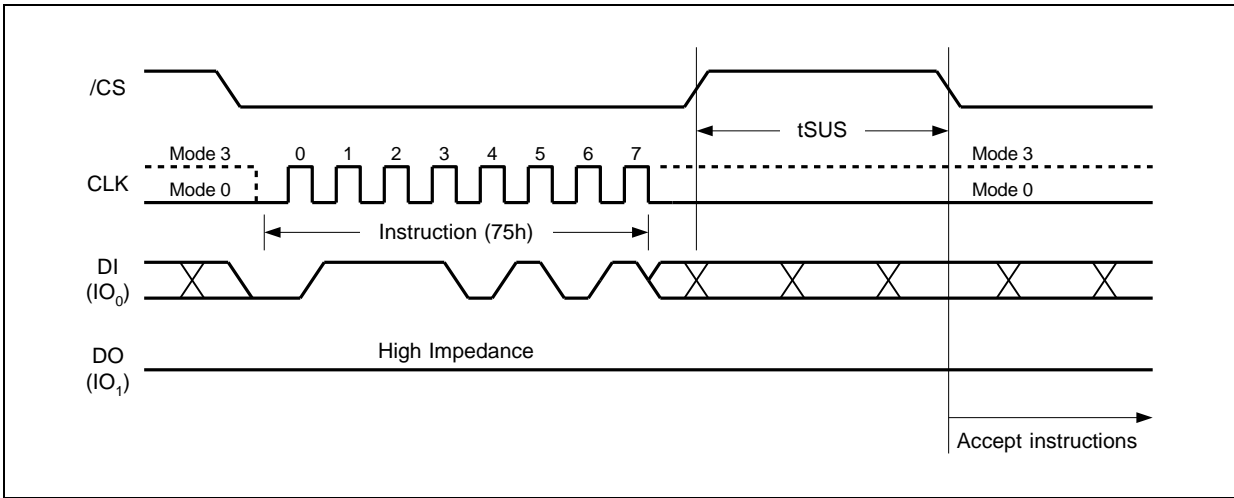 /CS
tSUS
Mode 3 0 1 2 3 4 5 6 7 Mode 3
CLK
Mode 0 Mode 0
Instruction (75h)
DI
(IO0)
High Impedance
DO
(IO1)
Accept instructions